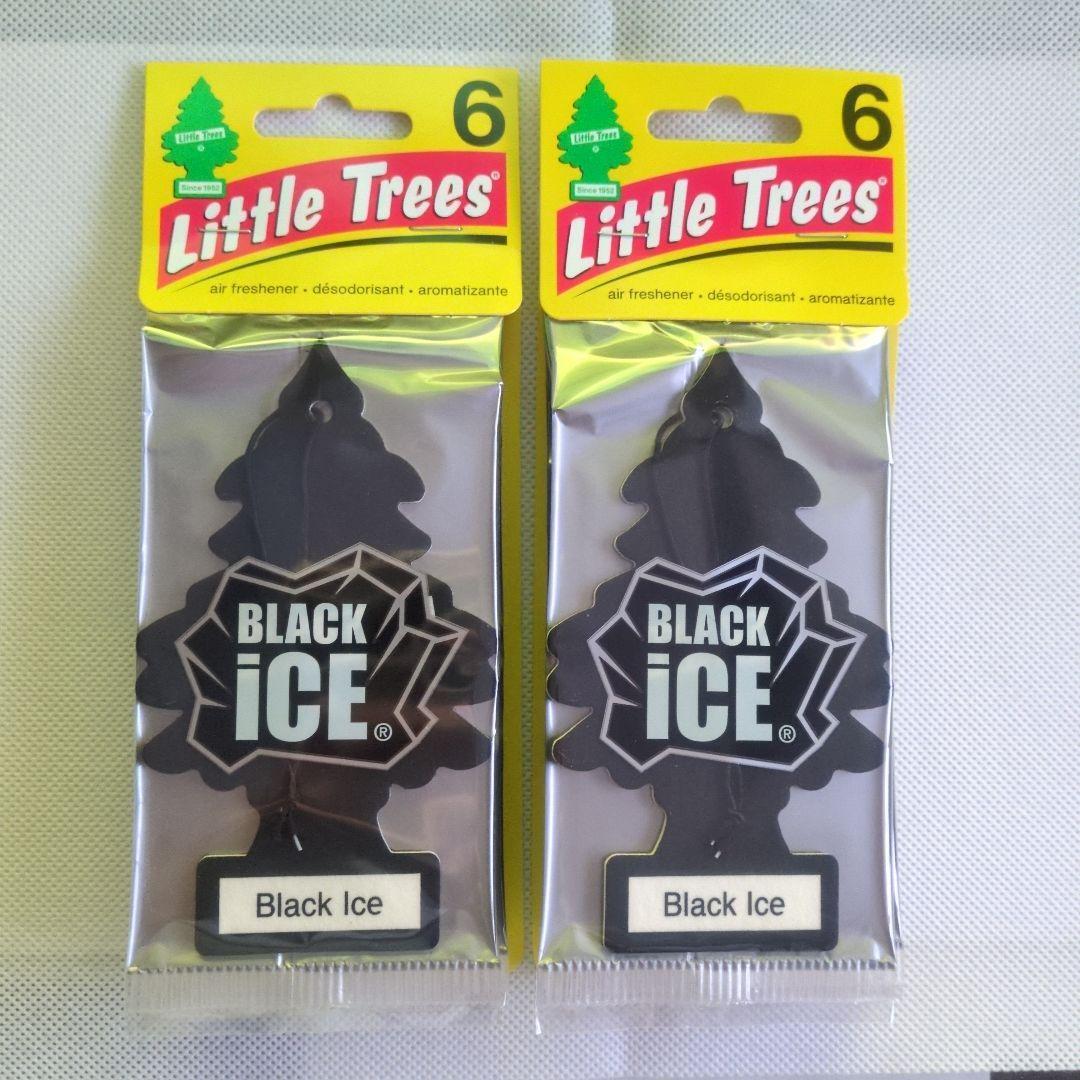 6
Little Trees
Since 1952
Little Trees®
air freshener • désodorisant • aromatizante
BLACK
iCE®
Black Ice
6
Little Trees
Since 1952
Little Trees®
air freshener • désodorisant • aromatizante
BLACK
iCE®
Black Ice